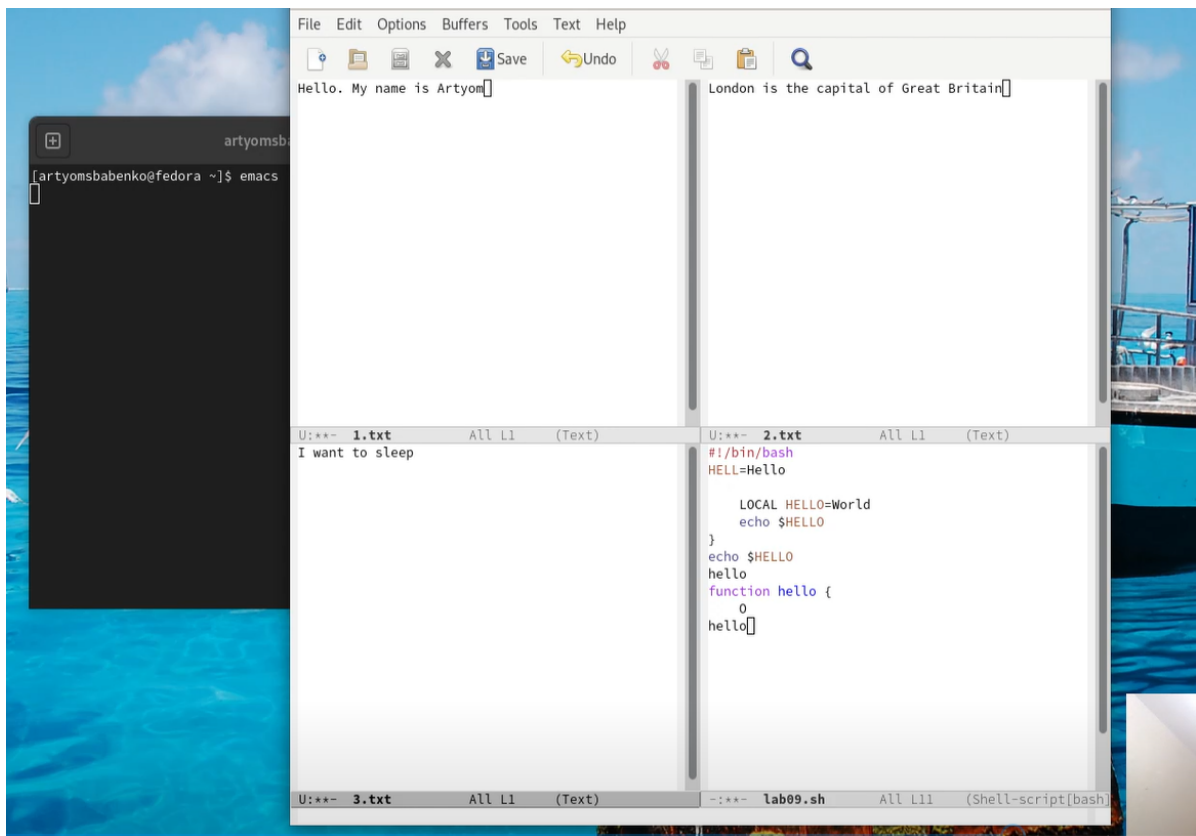 File Edit Options Buffers Tools Text Help
Save Undo
artyomsba
[artyomsbabenko@fedora ~]$ emacs
Hello. My name is Artyom
U:**- 1.txt All L1 (Text)
London is the capital of Great Britain
U:**- 2.txt All L1 (Text)
I want to sleep
U:**- 3.txt All L1 (Text)
#!/bin/bash
HELL=Hello
LOCAL HELLO=World
echo $HELLO
}
echo $HELLO
hello
function hello {
O
hello
-:**- lab09.sh All L11 (Shell-script[bash]